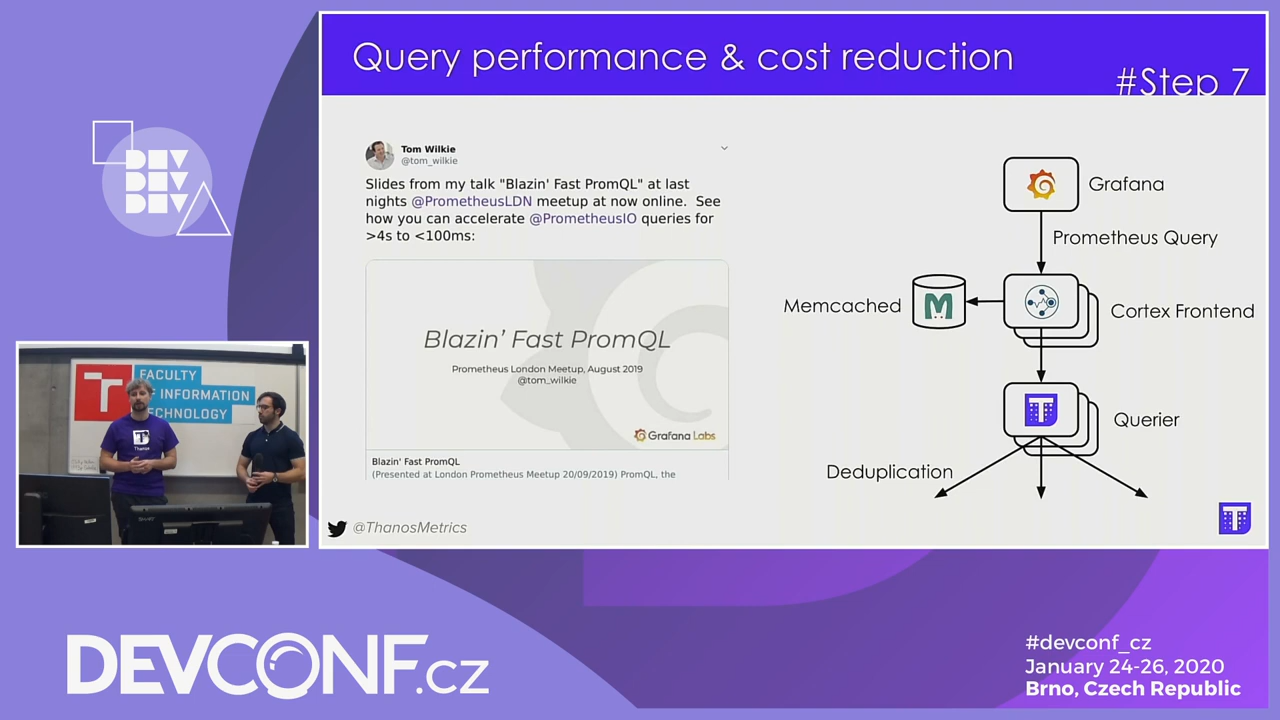 Query performance & cost reduction
#Step 7
DEV
DEV
DEV
Tom Wilkie
@tom_wilkie
Slides from my talk "Blazin' Fast PromQL" at last
nights @PrometheusLDN meetup at now online. See
how you can accelerate @PrometheusIO queries for
>4s to <100ms:
Blazin' Fast PromQL
Prometheus London Meetup, August 2019
@tom_wilkie
Grafana Labs
Blazin' Fast PromQL
(Presented at London Prometheus Meetup 20/09/2019) PromQL, the
Grafana
Prometheus Query
Memcached
M
Cortex Frontend
T
Querier
Deduplication
@ThanosMetrics
T
T
FACULTY
OF INFORMATION
TECHNOLOGY
T
Thanos
DEVCONF.cz
#devconf_cz
January 24-26, 2020
Brno, Czech Republic